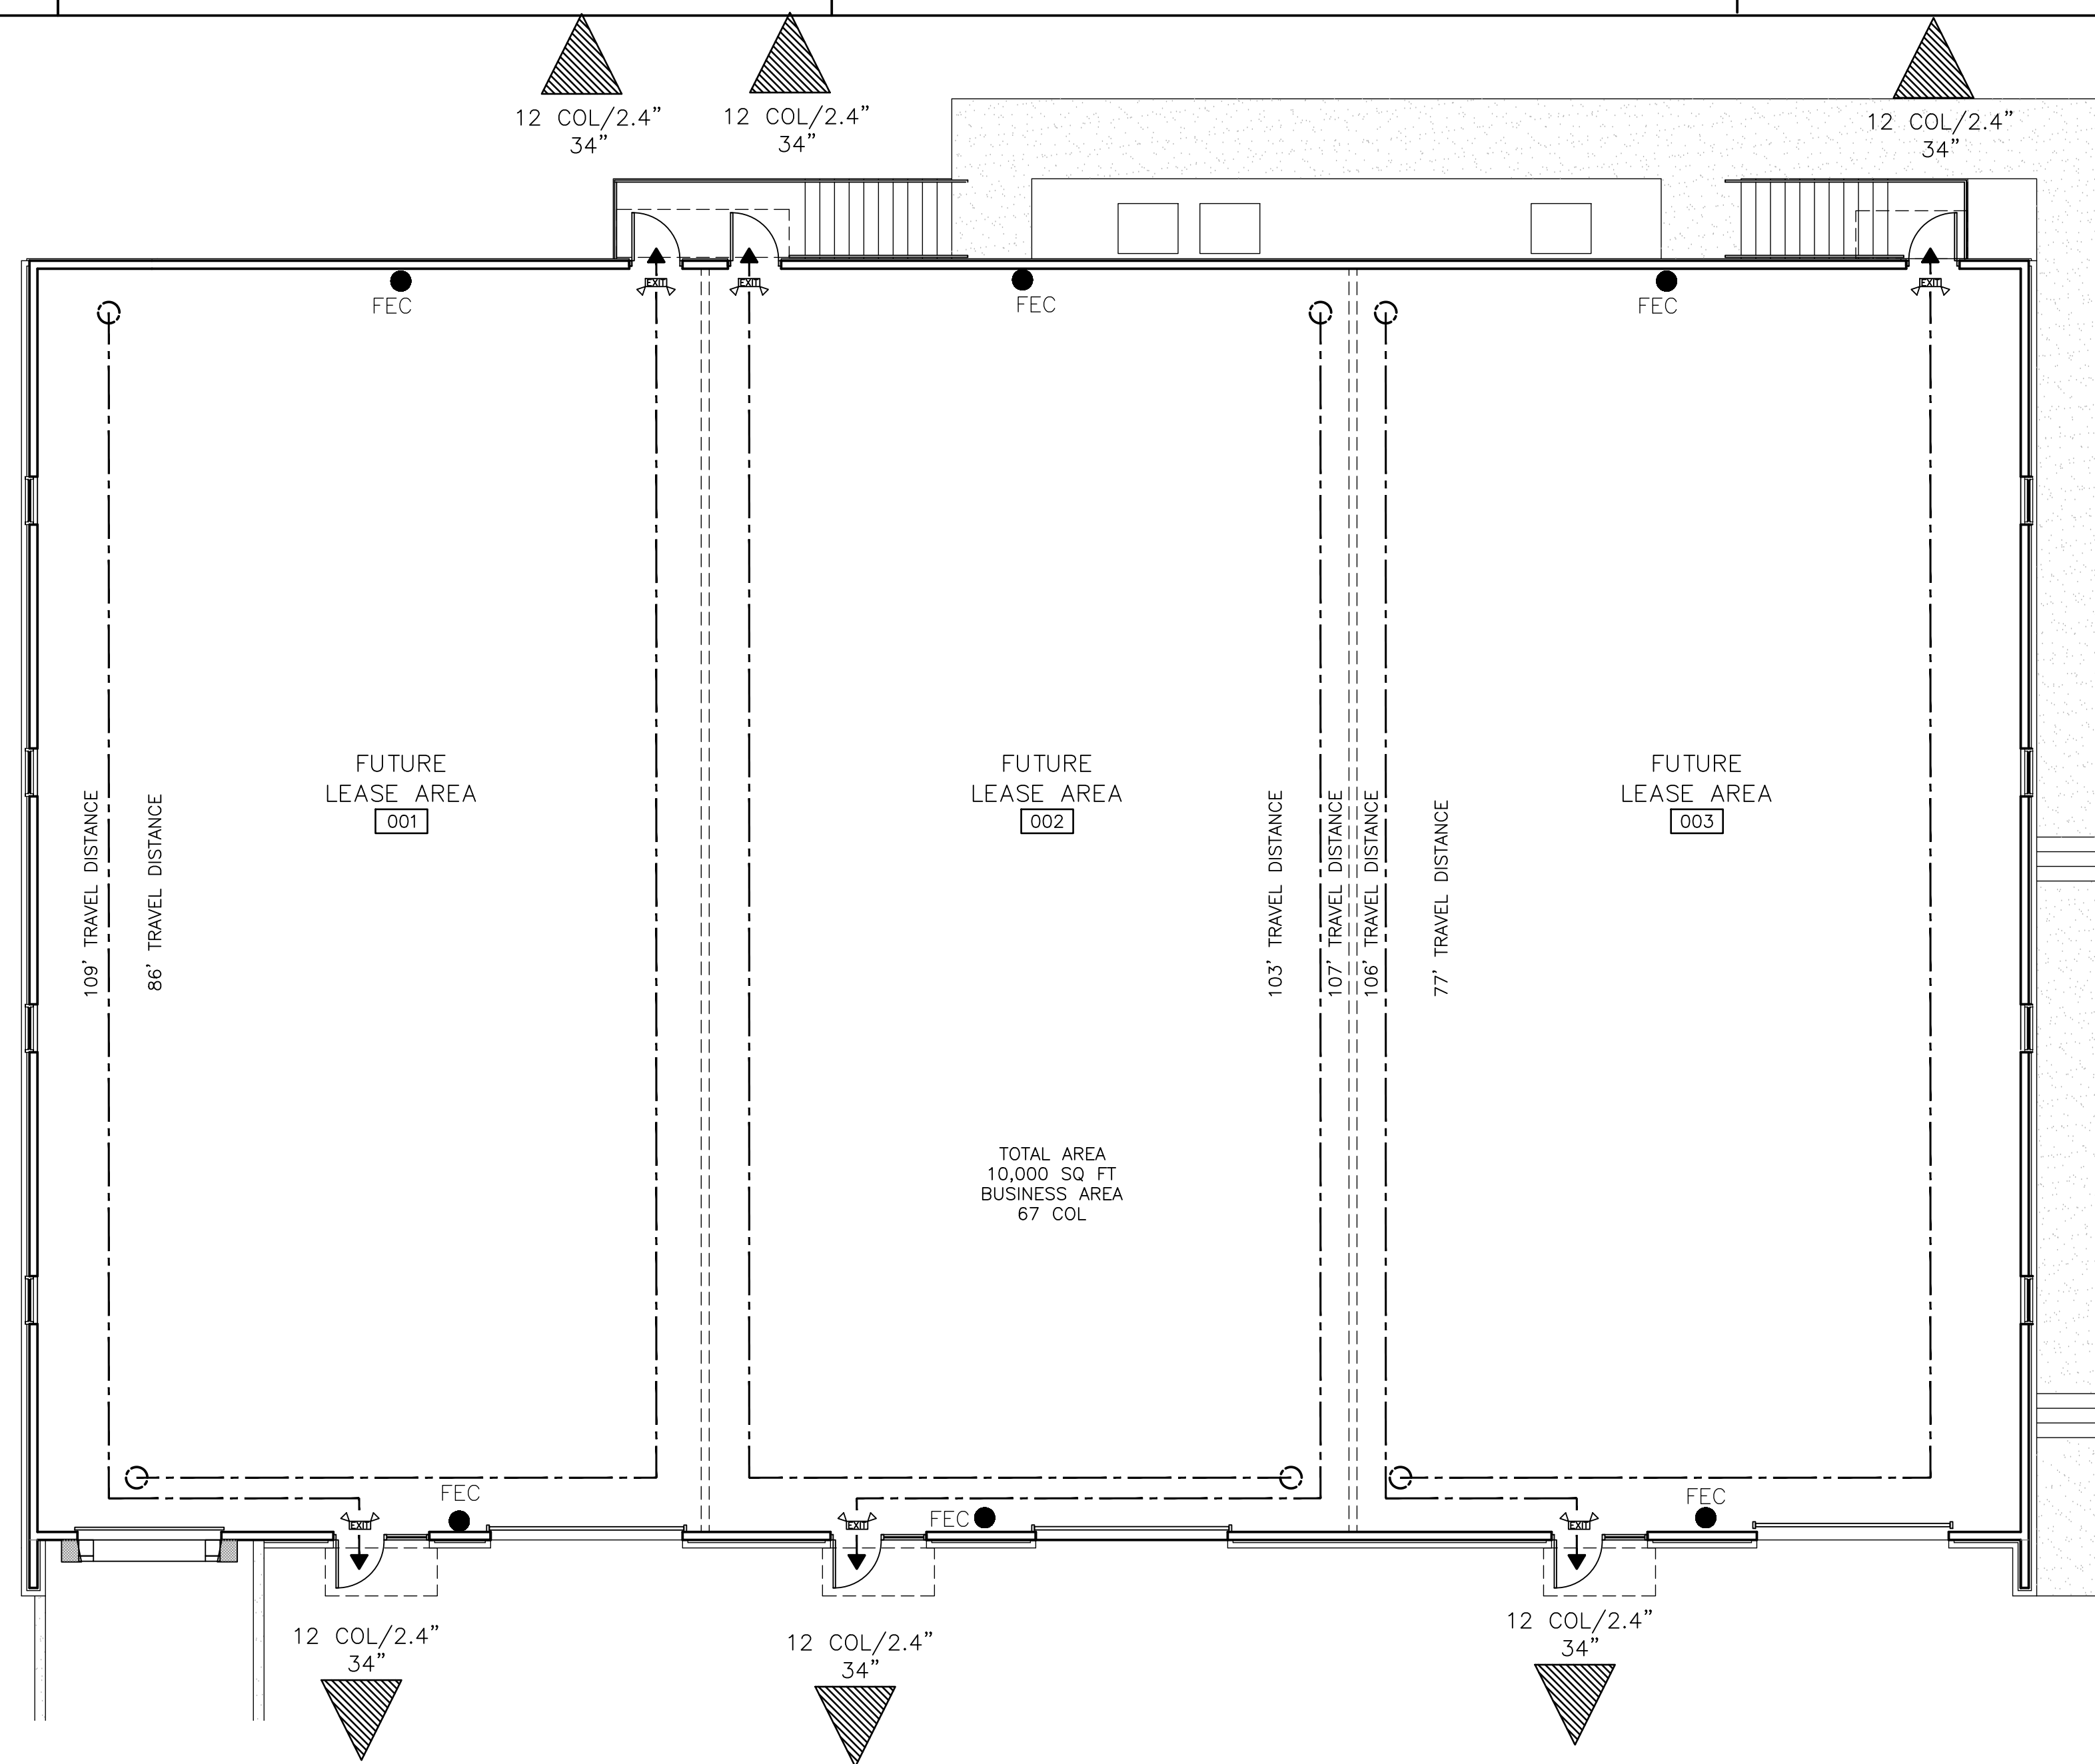 12 COL/2.4"
34"
12 COL/2.4"
34"
12 COL/2.4"
34"
EXIT
EXIT
EXIT
FEC
FEC
FEC
FUTURE
LEASE AREA
001
FUTURE
LEASE AREA
002
FUTURE
LEASE AREA
003
109' TRAVEL DISTANCE
86' TRAVEL DISTANCE
103' TRAVEL DISTANCE
107' TRAVEL DISTANCE
106' TRAVEL DISTANCE
77' TRAVEL DISTANCE
TOTAL AREA
10,000 SQ FT
BUSINESS AREA
67 COL
FEC
FEC
FEC
EXIT
EXIT
EXIT
12 COL/2.4"
34"
12 COL/2.4"
34"
12 COL/2.4"
34"